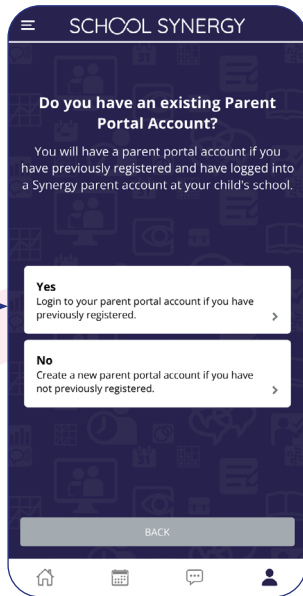 SCHOOL SYNERGY
Do you have an existing Parent
Portal Account?
You will have a parent portal account if you
have previously registered and have logged into
a Synergy parent account at your child's school.
Yes
Login to your parent portal account if you have
previously registered.
No
Create a new parent portal account if you have
not previously registered.
BACK